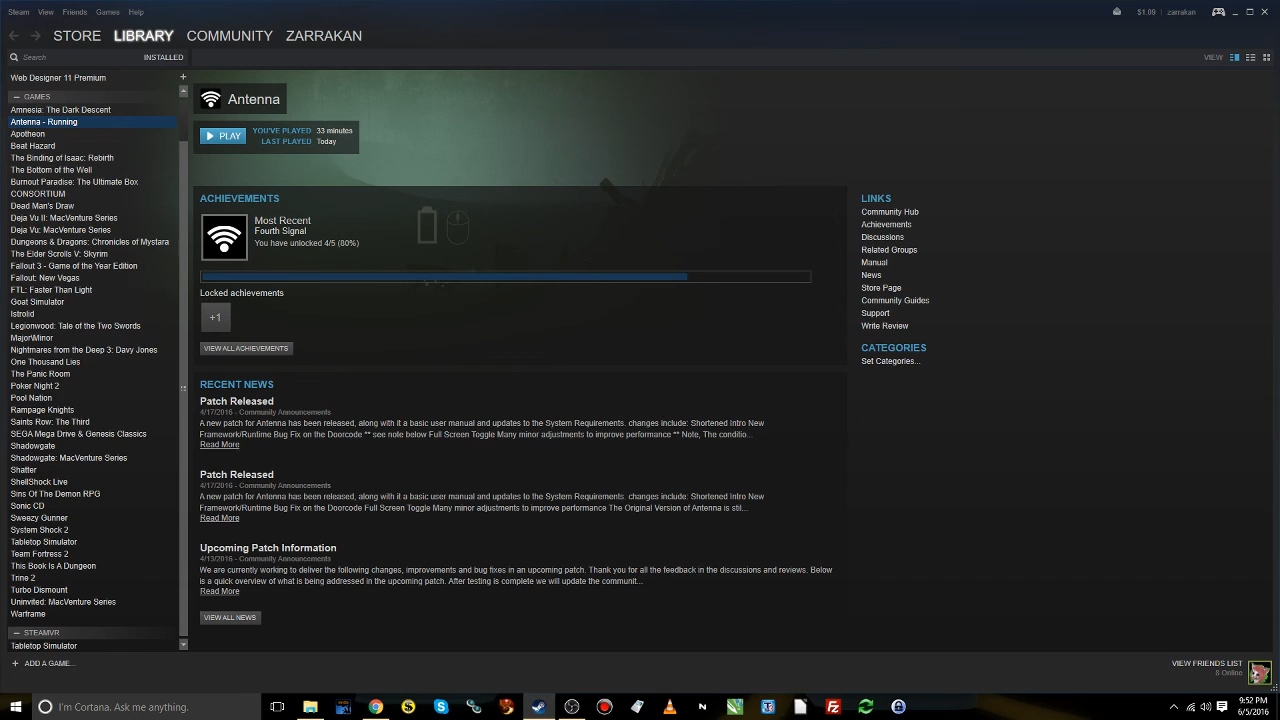 Steam View Friends Games Help
$1.09 zarrakan
STORE LIBRARY COMMUNITY ZARRAKAN
Search INSTALLED
VIEW
Web Designer 11 Premium +
— GAMES
Amnesia: The Dark Descent
Antenna - Running
Apotheon
Beat Hazard
The Binding of Isaac: Rebirth
The Bottom of the Well
Burnout Paradise: The Ultimate Box
CONSORTIUM
Dead Man's Draw
Deja Vu II: MacVenture Series
Deja Vu: MacVenture Series
Dungeons & Dragons: Chronicles of Mystara
The Elder Scrolls V: Skyrim
Fallout 3 - Game of the Year Edition
Fallout: New Vegas
FTL: Faster Than Light
Goat Simulator
Istrolid
Legionwood: Tale of the Two Swords
Major\Minor
Nightmares from the Deep 3: Davy Jones
One Thousand Lies
The Panic Room
Poker Night 2
Pool Nation
Rampage Knights
Saints Row: The Third
SEGA Mega Drive & Genesis Classics
Shadowgate
Shadowgate: MacVenture Series
Shatter
ShellShock Live
Sins Of The Demon RPG
Sonic CD
Sweezy Gunner
System Shock 2
Tabletop Simulator
Team Fortress 2
This Book Is A Dungeon
Trine 2
Turbo Dismount
Uninvited: MacVenture Series
Warframe
— STEAMVR
Tabletop Simulator
+ ADD A GAME...
Antenna
PLAY
YOU'VE PLAYED 33 minutes
LAST PLAYED Today
ACHIEVEMENTS
Most Recent
Fourth Signal
You have unlocked 4/5 (80%)
Locked achievements
+1
VIEW ALL ACHIEVEMENTS
RECENT NEWS
Patch Released
4/17/2016 - Community Announcements
A new patch for Antenna has been released, along with it a basic user manual and updates to the System Requirements. changes include: Shortened Intro New
Framework/Runtime Bug Fix on the Doorcode ** see note below Full Screen Toggle Many minor adjustments to improve performance ** Note, The conditio...
Read More
Patch Released
4/17/2016 - Community Announcements
A new patch for Antenna has been released, along with it a basic user manual and updates to the System Requirements. changes include: Shortened Intro New
Framework/Runtime Bug Fix on the Doorcode Full Screen Toggle Many minor adjustments to improve performance The Original Version of Antenna is stil...
Read More
Upcoming Patch Information
4/13/2016 - Community Announcements
We are currently working to deliver the following changes, improvements and bug fixes in an upcoming patch. Thank you for all the feedback in the discussions and reviews. Below
is a quick overview of what is being addressed in the upcoming patch. After testing is complete we will update the communit...
Read More
VIEW ALL NEWS
LINKS
Community Hub
Achievements
Discussions
Related Groups
Manual
News
Store Page
Community Guides
Support
Write Review
CATEGORIES
Set Categories...
VIEW FRIENDS LIST
8 Online
I'm Cortana. Ask me anything.
9:52 PM
6/5/2016